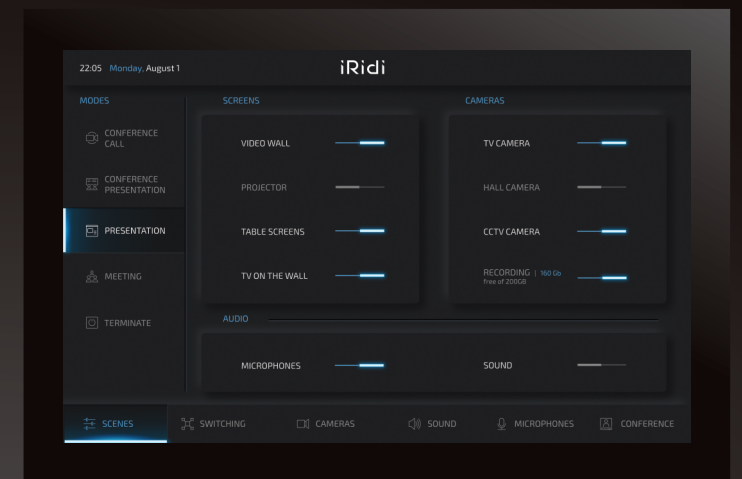 22:05 Monday, August 1
iRidi
MODES
SCREENS
CAMERAS
CONFERENCE
CALL
VIDEO WALL
TV CAMERA
CONFERENCE
PRESENTATION
PROJECTOR
HALL CAMERA
PRESENTATION
TABLE SCREENS
CCTV CAMERA
MEETING
TV ON THE WALL
RECORDING | 160 Gb
free of 200GB
TERMINATE
AUDIO
MICROPHONES
SOUND
SCENES
SWITCHING
CAMERAS
SOUND
MICROPHONES
CONFERENCE